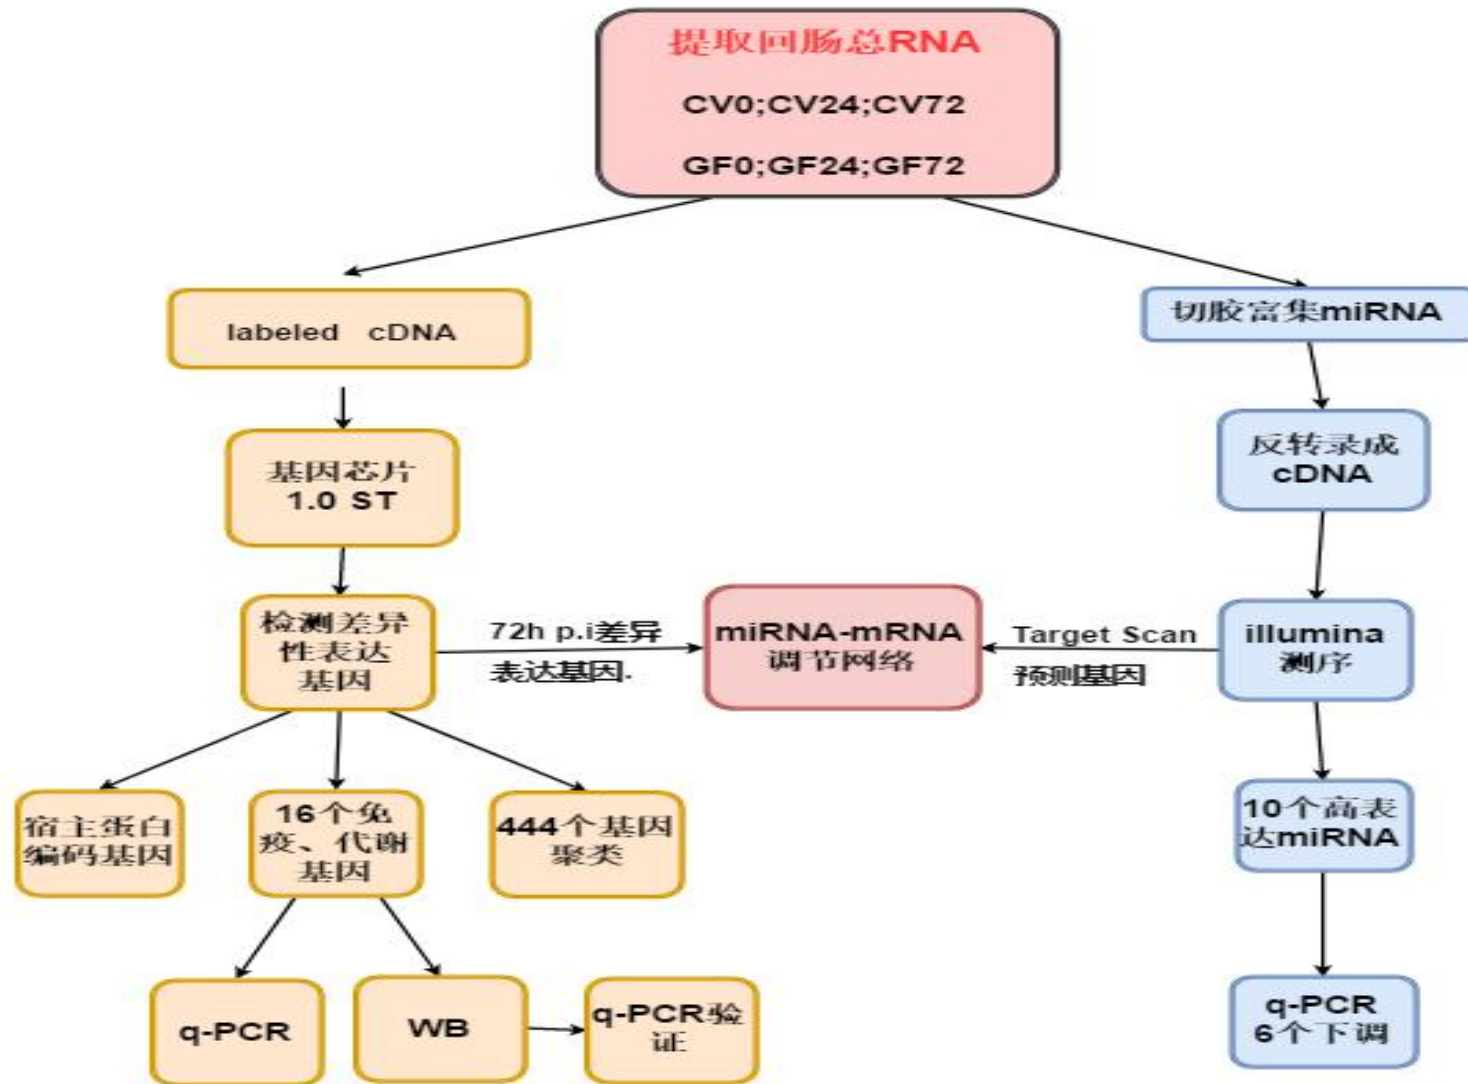 提取回肠总RNA
CV0;CV24;CV72
GF0;GF24;GF72
labeled cDNA
切胶富集miRNA
基因芯片
1.0 ST
反转录成
cDNA
检测差异
性表达
基因
72h p.i差异
表达基因.
miRNA-mRNA
调节网络
Target Scan
预测基因
illumina
测序
宿主蛋白
编码基因
16个免
疫、代谢
基因
444个基因
聚类
10个高表
达miRNA
q-PCR
WB
q-PCR验
证
q-PCR
6个下调